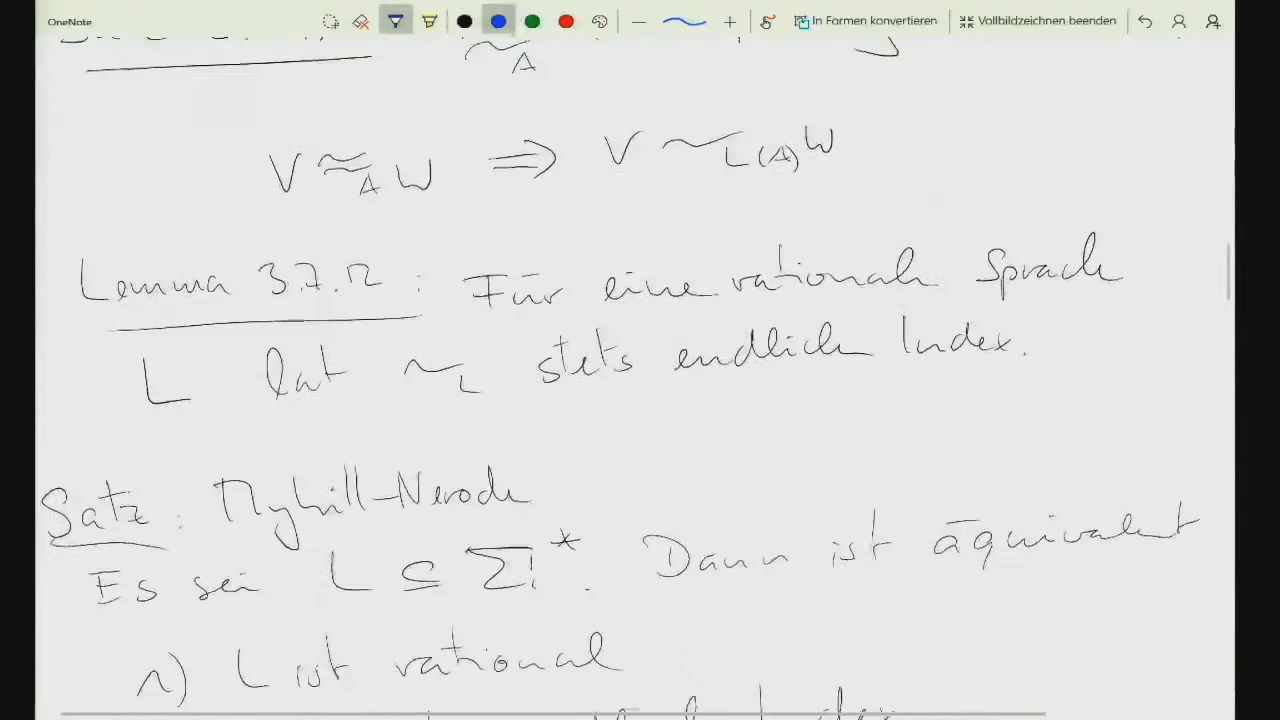 OneNote
In Formen konvertieren
Vollbildzeichnen beenden
≈_A
V ≈_A W ⇒ V ~_L(A) W
Lemma 3.7.12 : Für eine rationale Sprache
L hat ~_L stets endlichen Index.
Satz : Myhill-Nerode
Es sei L ⊆ Σ*. Dann ist äquivalent
1) L ist rational